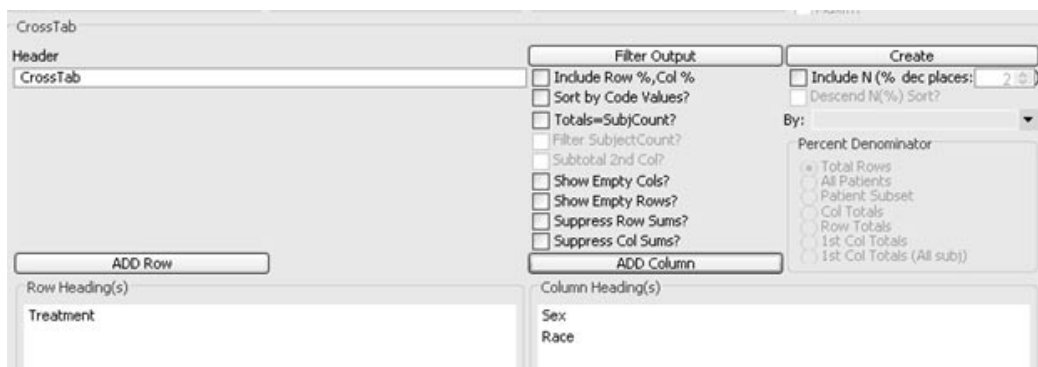 CrossTab
Header
CrossTab
Filter Output
Create
Include Row %,Col %
Sort by Code Values?
Totals=SubjCount?
Filter SubjectCount?
Subtotal 2nd Col?
Show Empty Cols?
Show Empty Rows?
Suppress Row Sums?
Suppress Col Sums?
Include N (% dec places: 2 )
Descend N(%) Sort?
By:
Percent Denominator
Total Rows
All Patients
Patient Subset
Col Totals
Row Totals
1st Col Totals
1st Col Totals (All subj)
ADD Row
ADD Column
Row Heading(s)
Treatment
Column Heading(s)
Sex
Race